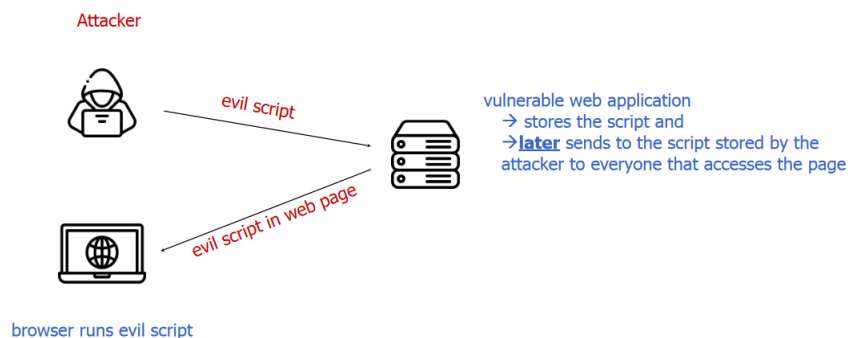 Attacker
evil script
vulnerable web application
→ stores the script and
→later sends to the script stored by the
attacker to everyone that accesses the page
evil script in web page
browser runs evil script